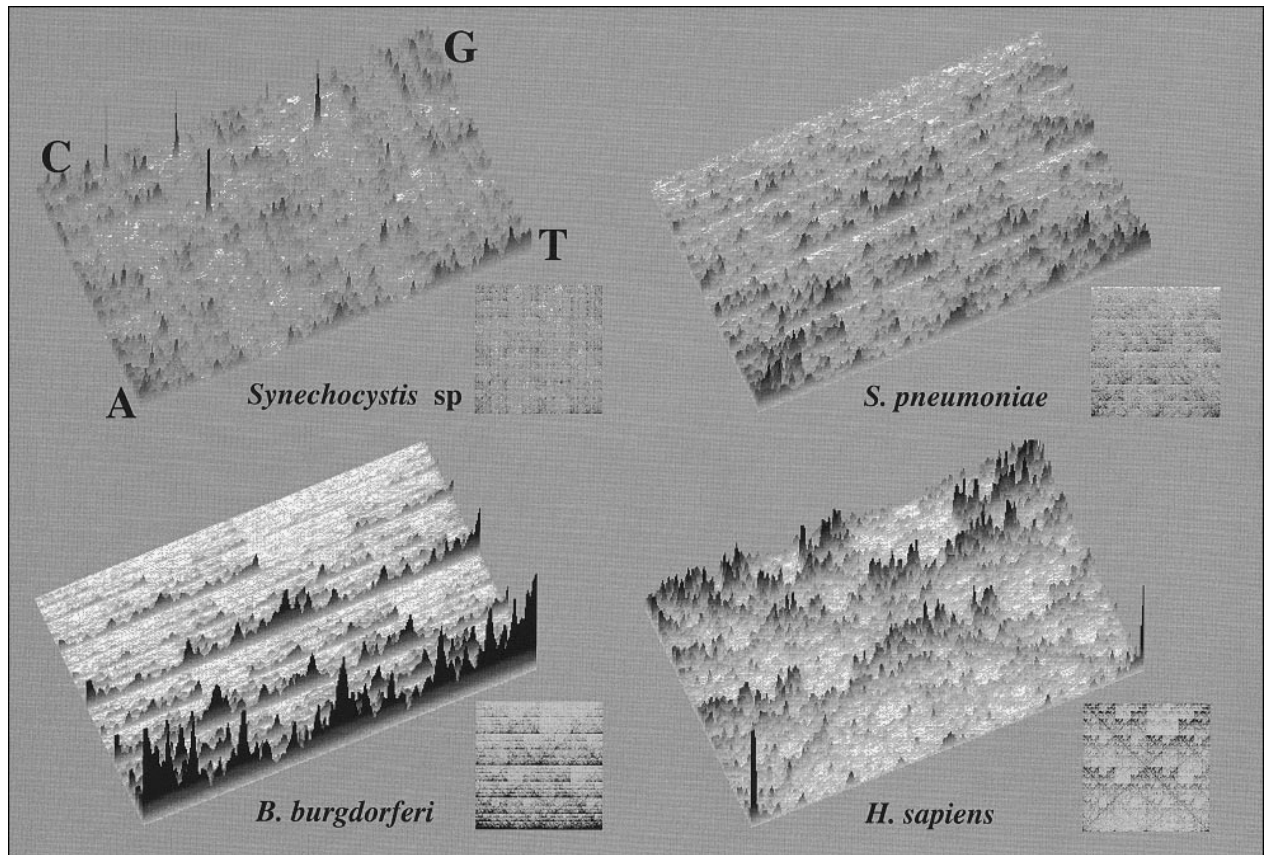 G
C
T
A
Synechocystis sp
S. pneumoniae
B. burgdorferi
H. sapiens